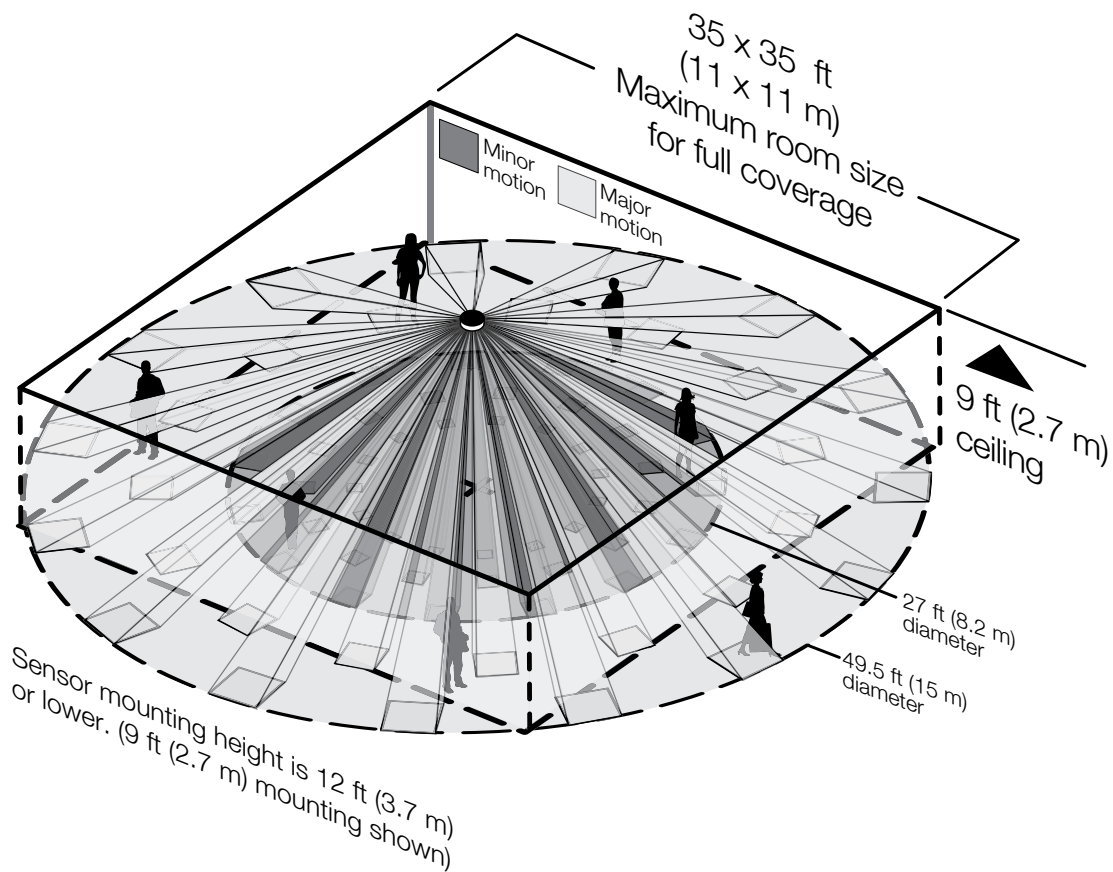 35 x 35 ft
(11 x 11 m)
Maximum room size
for full coverage
Minor
motion
Major
motion
9 ft (2.7 m)
ceiling
27 ft (8.2 m)
diameter
49.5 ft (15 m)
diameter
Sensor mounting height is 12 ft (3.7 m)
or lower. (9 ft (2.7 m) mounting shown)